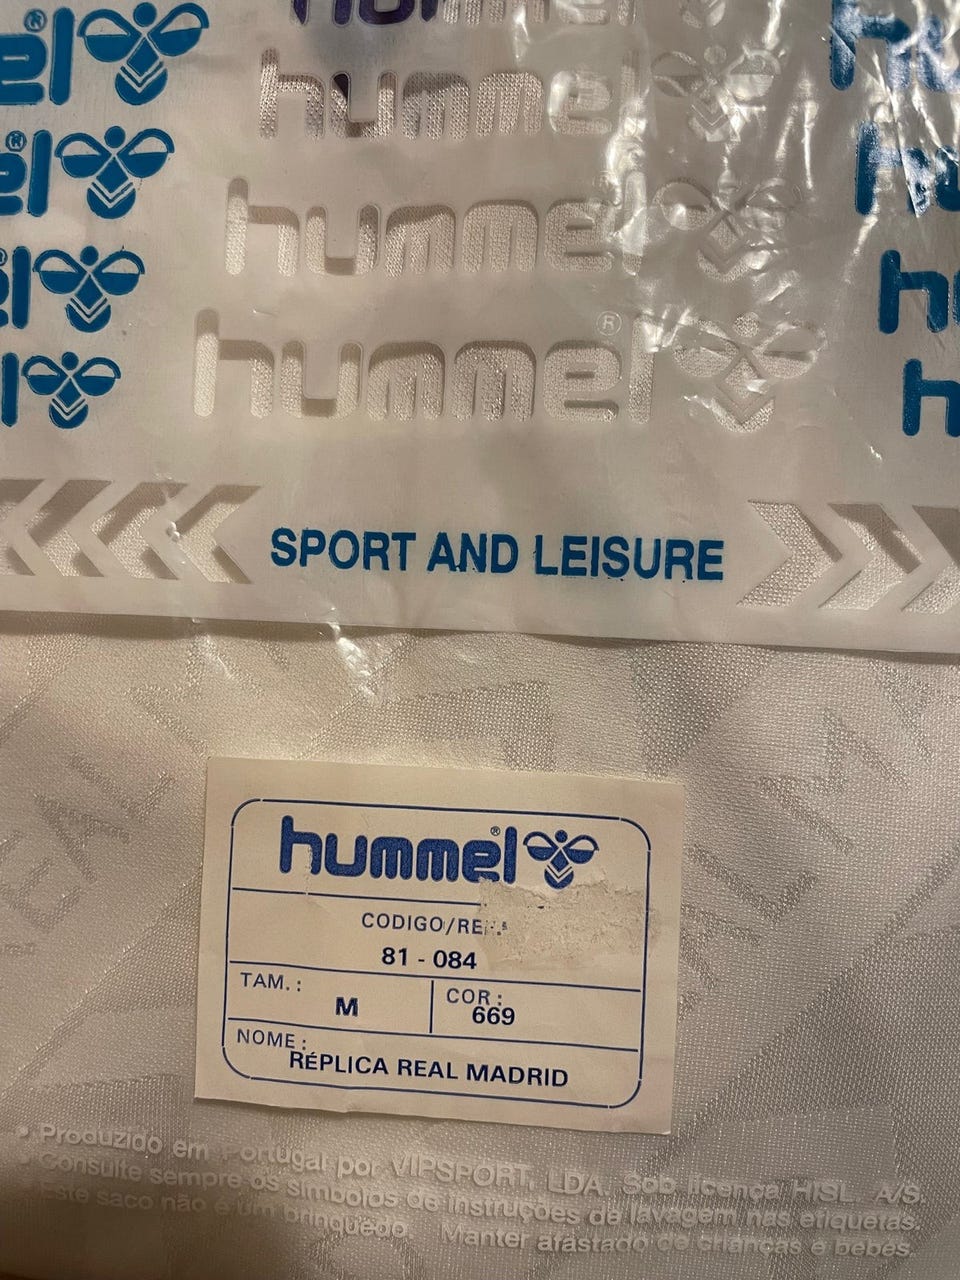 hummel
hummel
hummel
hummel®
SPORT AND LEISURE
hummel®
CODIGO/REF.:
81 - 084
TAM.: M
COR: 669
NOME: RÉPLICA REAL MADRID
• Produzido em Portugal por VIPSPORT, LDA. Sob licença HISL. A/S.
• Consulte sempre os símbolos de instruções de lavagem nas etiquetas.
Este saco não é um brinquedo. Manter afastado de crianças e bebés.